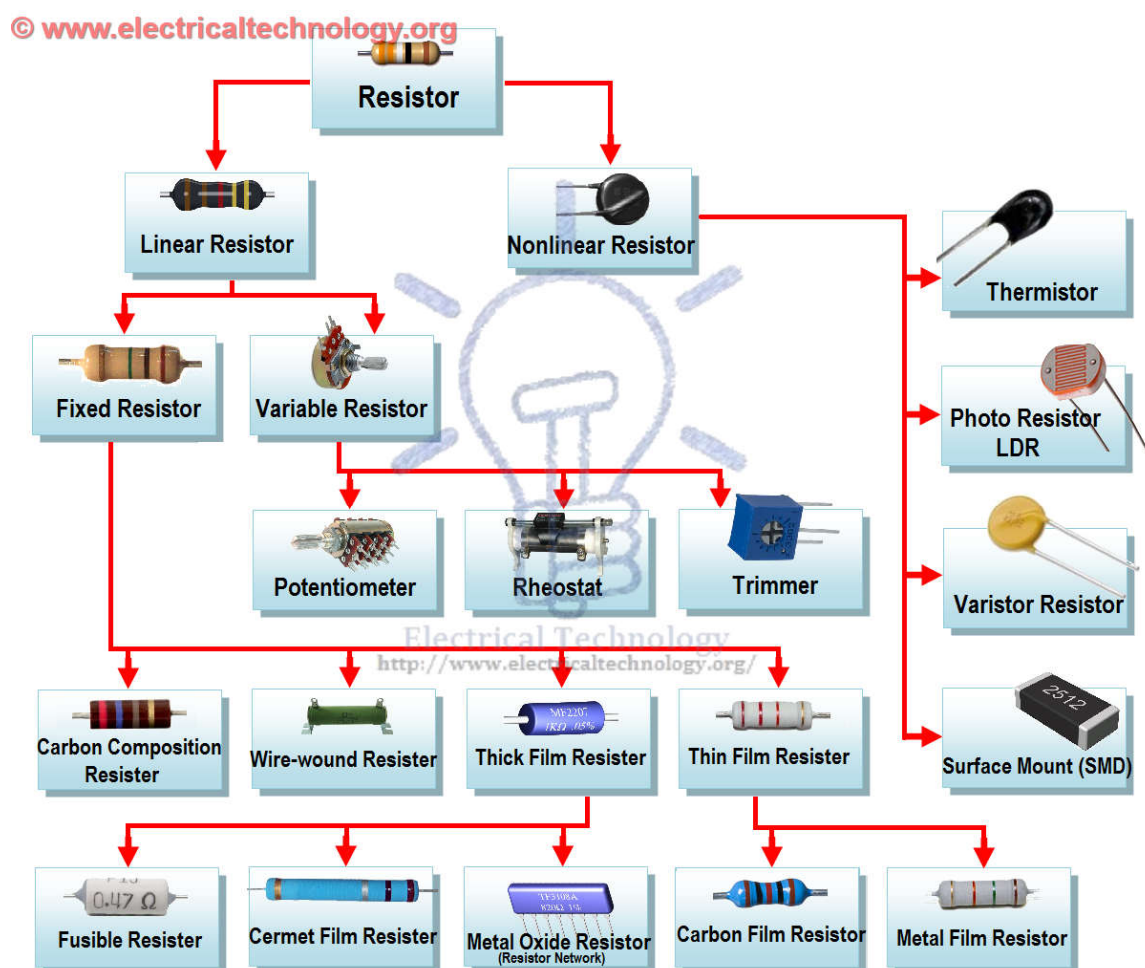 © www.electricaltechnology.org
Resistor
Linear Resistor
Nonlinear Resistor
Thermistor
Fixed Resistor
Variable Resistor
Photo Resistor
LDR
Potentiometer
Rheostat
Trimmer
Varistor Resistor
Electrical Technology
http://www.electricaltechnology.org/
Carbon Composition
Resister
Wire-wound Resister
MF2207
1KΩ .05%
Thick Film Resister
Thin Film Resister
2512
Surface Mount (SMD)
0.47 Ω
Fusible Resister
Cermet Film Resister
820KΩ 1%
Metal Oxide Resistor
(Resistor Network)
Carbon Film Resistor
Metal Film Resistor